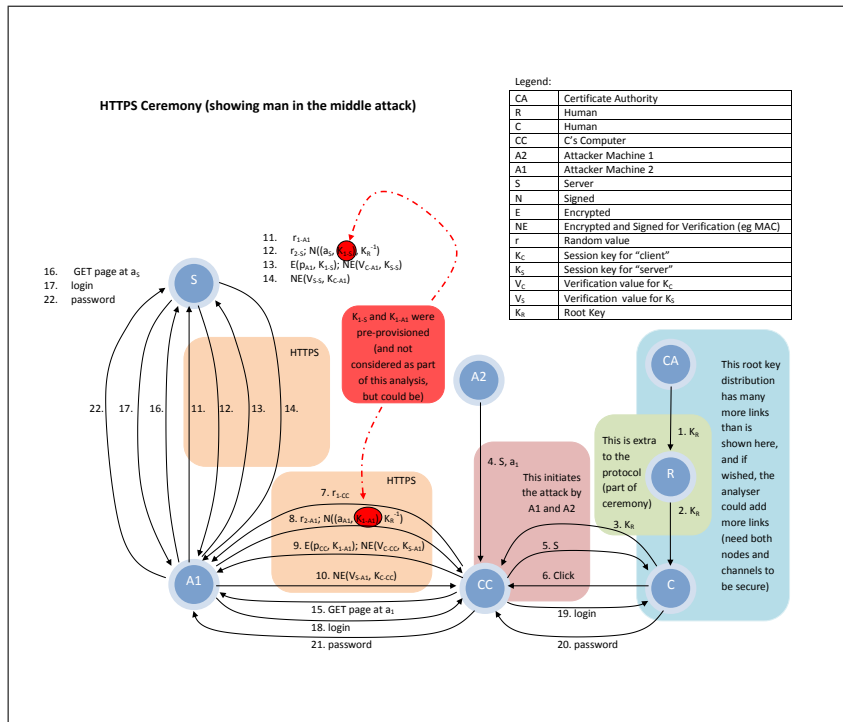 Legend:
HTTPS Ceremony (showing man in the middle attack)
CA Certificate Authority
R Human
C Human
CC C's Computer
A2 Attacker Machine 1
A1 Attacker Machine 2
S Server
N Signed
E Encrypted
NE Encrypted and Signed for Verification (eg MAC)
r Random value
KC Session key for “client”
KS Session key for “server”
VC Verification value for KC
VS Verification value for KS
KR Root Key
11. r1-A1
12. r2-S; N((aS, K1-S), KR-1)
13. E(pA1, K1-S); NE(VC-A1, KS-S)
14. NE(VS-S, KC-A1)
16. GET page at aS
17. login
22. password
S
K1-S and K1-A1 were
pre-provisioned
(and not
considered as part
of this analysis,
but could be)
HTTPS
A2
CA
This root key
distribution
has many
more links
than is
shown here,
and if
wished, the
analyser
could add
more links
(need both
nodes and
channels to
be secure)
22.
17.
16.
11.
12.
13.
14.
1. KR
This is extra
to the
protocol
(part of
ceremony)
R
2. KR
4. S, a1
This initiates
the attack by
A1 and A2
HTTPS
7. r1-CC
8. r2-A1; N((aA1, K1-A1) KR-1)
9. E(pCC, K1-A1); NE(VC-CC, KS-A1)
10. NE(VS-A1, KC-CC)
3. KR
5. S
6. Click
A1
CC
C
15. GET page at a1
18. login
21. password
19. login
20. password